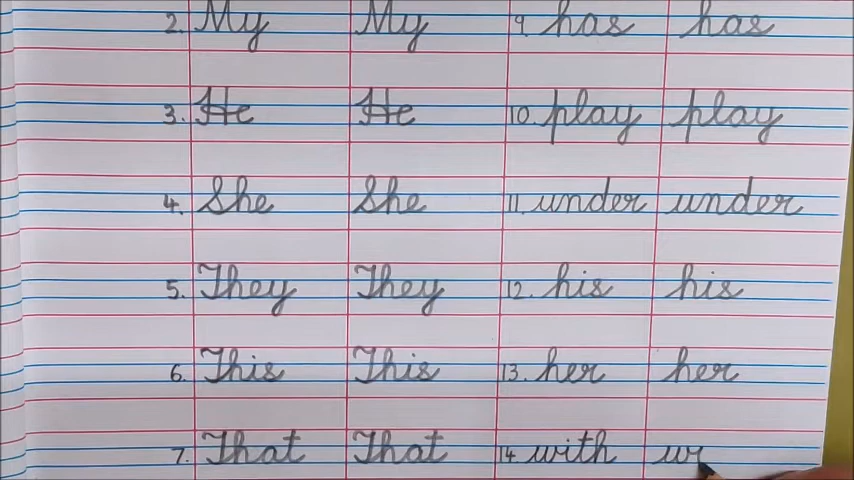 2. My My 9. has has
3. He He 10. play play
4. She She 11. under under
5. They They 12. his his
6. This This 13. her her
7. That That 14 with wi